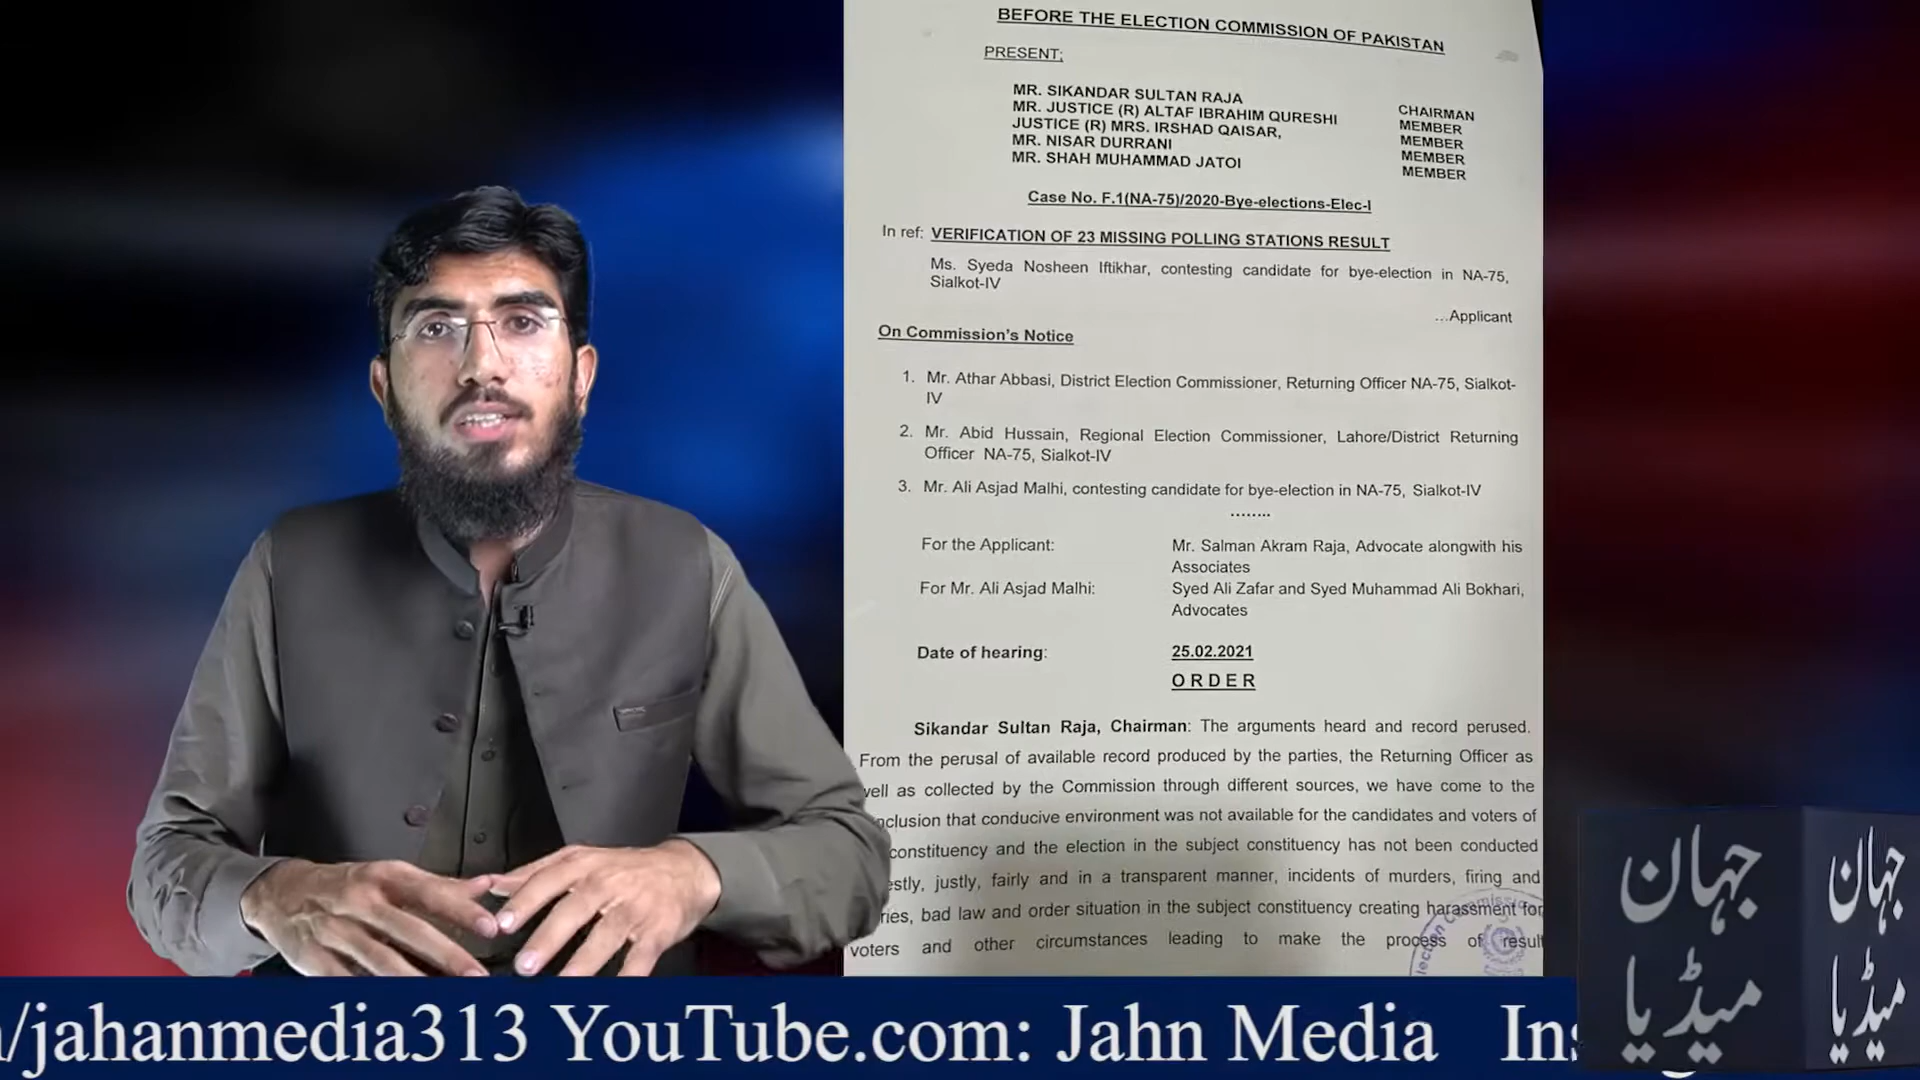 BEFORE THE ELECTION COMMISSION OF PAKISTAN
PRESENT;
MR. SIKANDAR SULTAN RAJA CHAIRMAN
MR. JUSTICE (R) ALTAF IBRAHIM QURESHI MEMBER
JUSTICE (R) MRS. IRSHAD QAISAR, MEMBER
MR. NISAR DURRANI MEMBER
MR. SHAH MUHAMMAD JATOI MEMBER
Case No. F.1(NA-75)/2020-Bye-elections-Elec-I
In ref: VERIFICATION OF 23 MISSING POLLING STATIONS RESULT
Ms. Syeda Nosheen Iftikhar, contesting candidate for bye-election in NA-75,
Sialkot-IV
...Applicant
On Commission's Notice
1. Mr. Athar Abbasi, District Election Commissioner, Returning Officer NA-75, Sialkot-
IV
2. Mr. Abid Hussain, Regional Election Commissioner, Lahore/District Returning
Officer NA-75, Sialkot-IV
3. Mr. Ali Asjad Malhi, contesting candidate for bye-election in NA-75, Sialkot-IV
........
For the Applicant: Mr. Salman Akram Raja, Advocate alongwith his
Associates
For Mr. Ali Asjad Malhi: Syed Ali Zafar and Syed Muhammad Ali Bokhari,
Advocates
Date of hearing: 25.02.2021
ORDER
Sikandar Sultan Raja, Chairman: The arguments heard and record perused.
From the perusal of available record produced by the parties, the Returning Officer as
well as collected by the Commission through different sources, we have come to the
nclusion that conducive environment was not available for the candidates and voters of
constituency and the election in the subject constituency has not been conducted
estly, justly, fairly and in a transparent manner, incidents of murders, firing and
ries, bad law and order situation in the subject constituency creating harassment for
voters and other circumstances leading to make the process of result
lection Commission
/jahanmedia313 YouTube.com: Jahn Media Ins
جہان
میڈیا
جہان
میڈیا